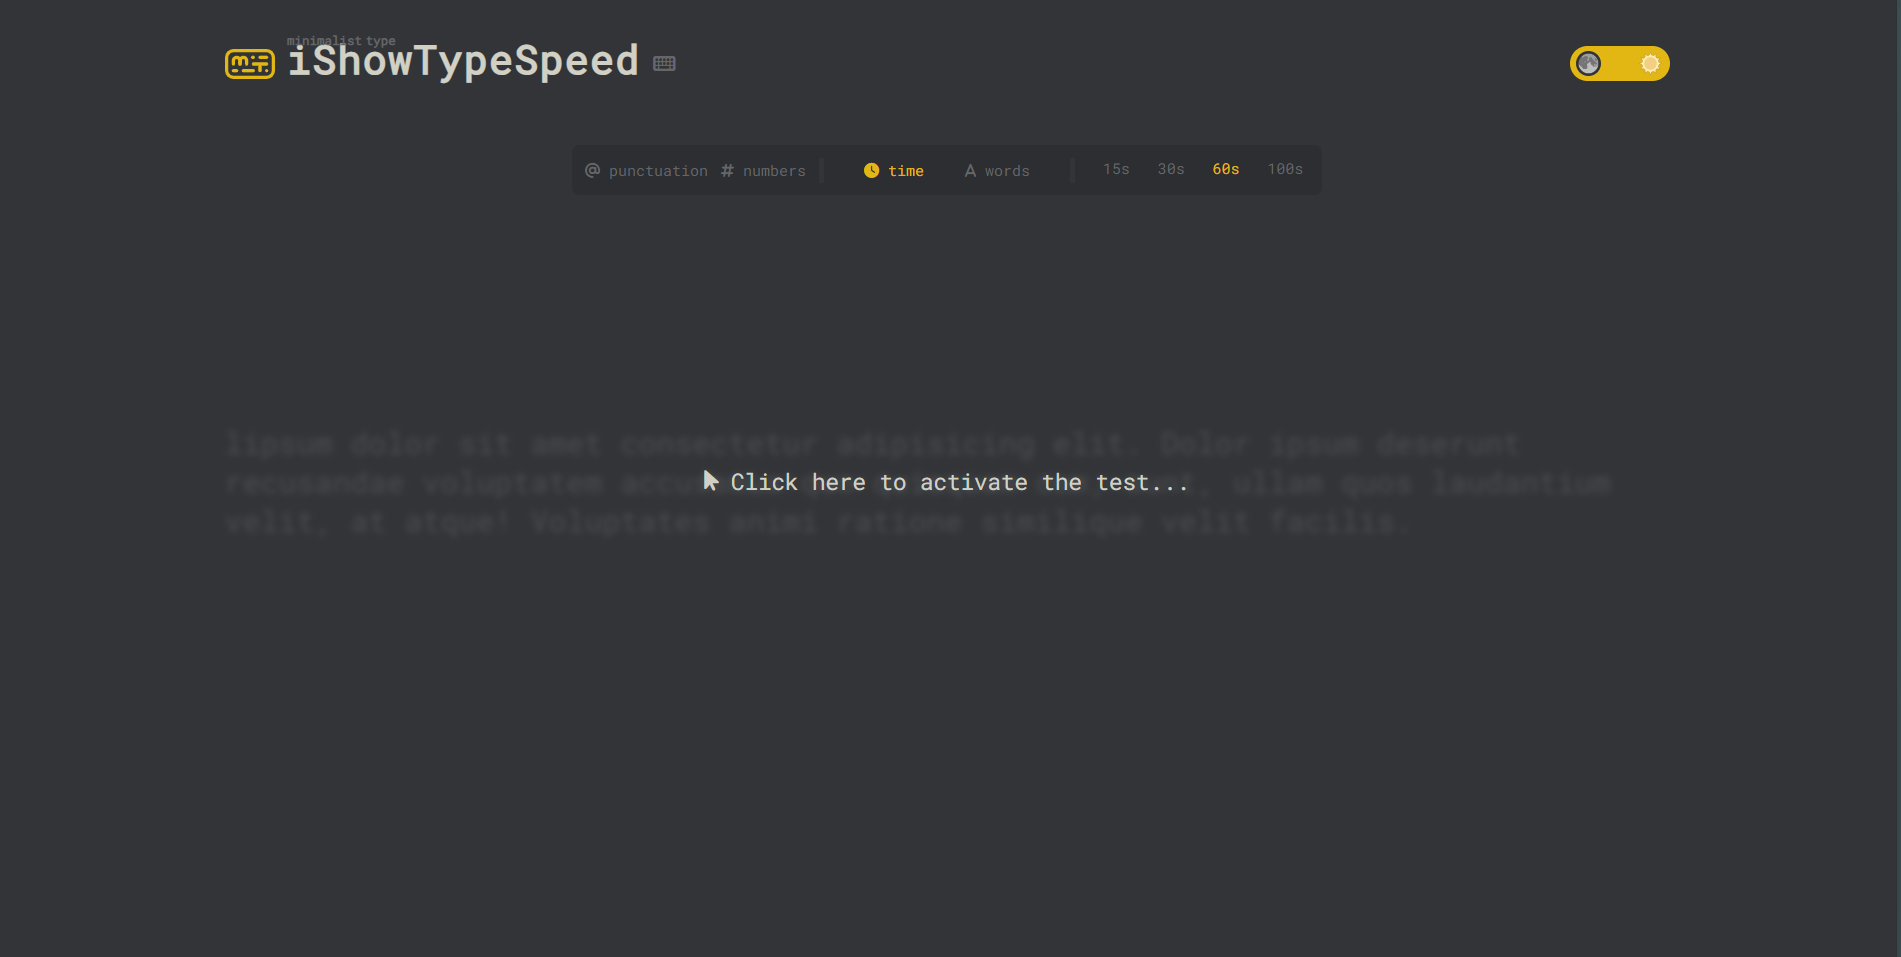 minimalist type
iShowTypeSpeed
@ punctuation # numbers time A words 15s 30s 60s 100s
lipsum dolor sit amet consectetur adipisicing elit. Dolor ipsum deserunt
recusandae voluptatem Click here to activate the test... ullam quos laudantium
velit, at atque! Voluptates animi ratione similique velit facilis.